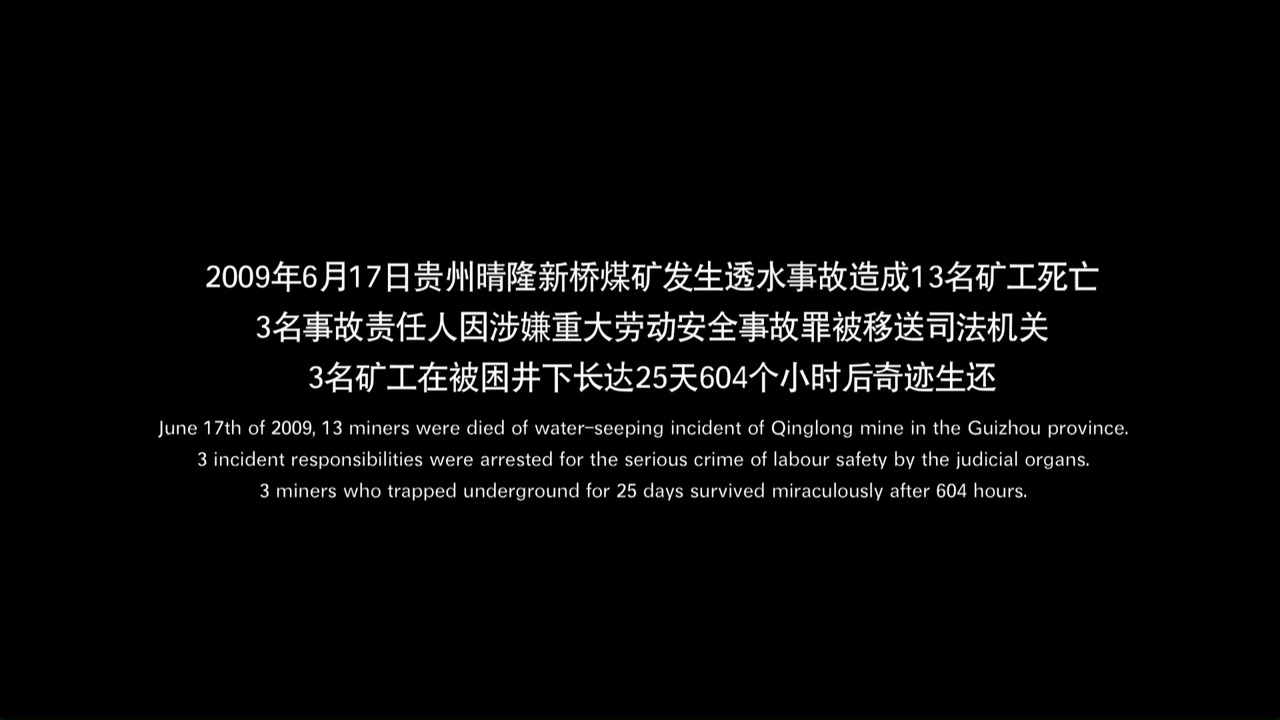 2009年6月17日贵州晴隆新桥煤矿发生透水事故造成13名矿工死亡
3名事故责任人因涉嫌重大劳动安全事故罪被移送司法机关
3名矿工在被困井下长达25天604个小时后奇迹生还
June 17th of 2009, 13 miners were died of water-seeping incident of Qinglong mine in the Guizhou province.
3 incident responsibilities were arrested for the serious crime of labour safety by the judicial organs.
3 miners who trapped underground for 25 days survived miraculously after 604 hours.